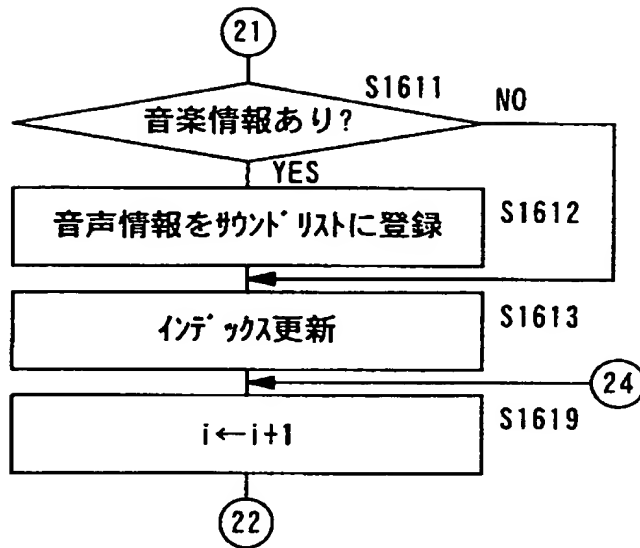 21
S1611
音楽情報あり?
NO
YES
音声情報をｻｳﾝﾄﾞﾘｽﾄに登録
S1612
ｲﾝﾃﾞｯｸｽ更新
S1613
24
i←i+1
S1619
22